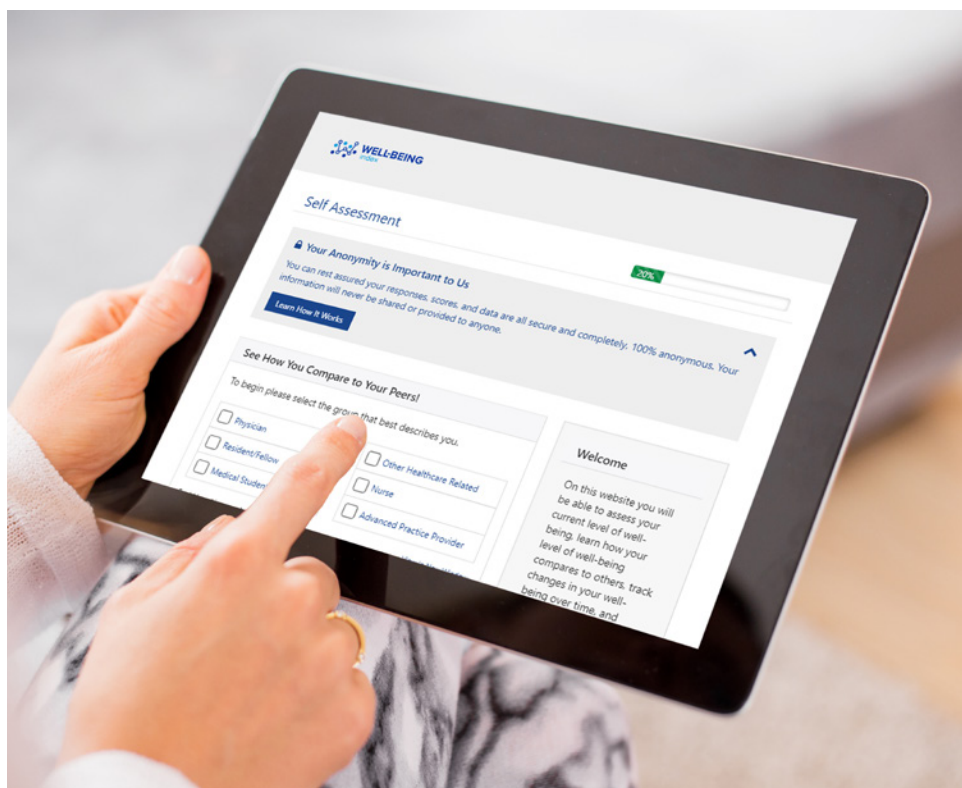 WELL-BEING
index
Self Assessment
20%
Your Anonymity is Important to Us
You can rest assured your responses, scores, and data are all secure and completely, 100% anonymous. Your
information will never be shared or provided to anyone.
Learn How It Works
See How You Compare to Your Peers!
To begin please select the group that best describes you.
Physician
Other Healthcare Related
Resident/Fellow
Nurse
Medical Studen
Advanced Practice Provider
Welcome
On this website you will
be able to assess your
current level of well-
being, learn how your
level of well-being
compares to others, track
changes in your well-
being over time, and